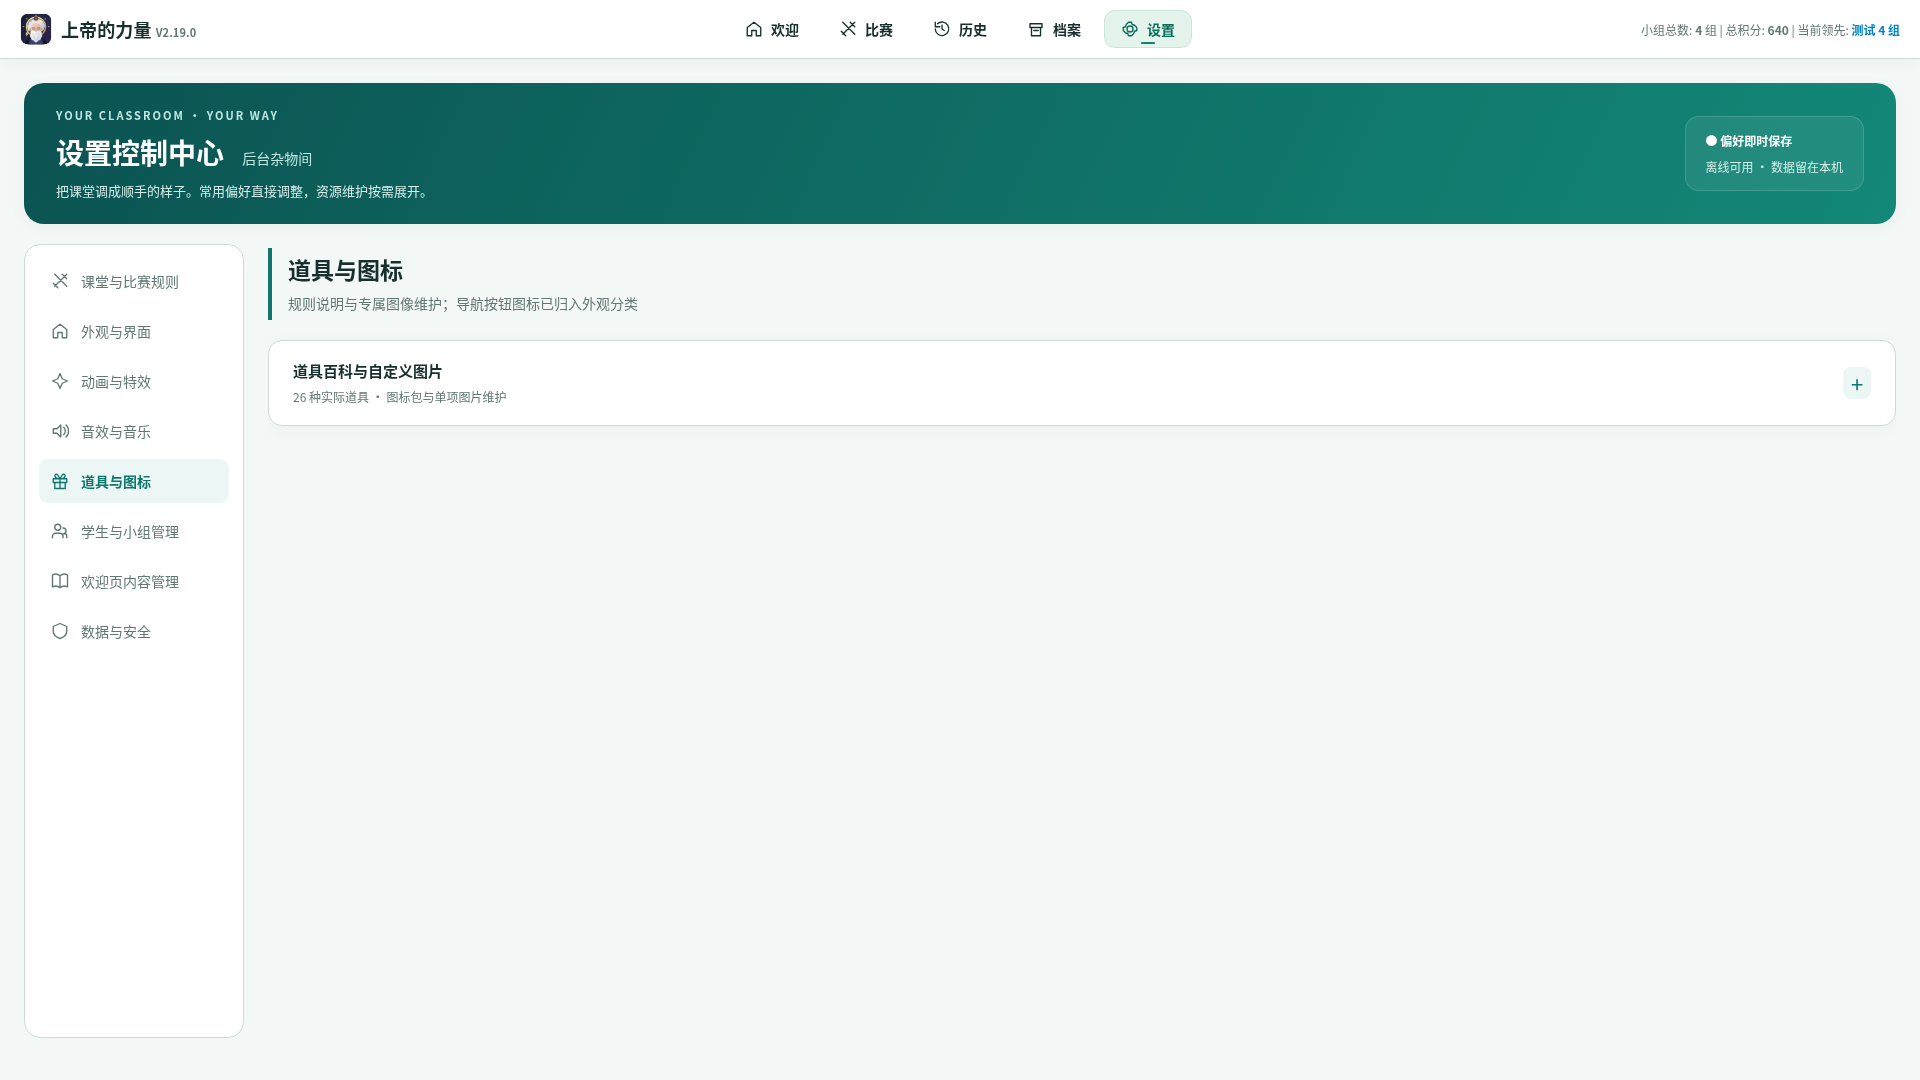 上帝的力量 V2.19.0
欢迎
比赛
历史
档案
设置
小组总数: 4 组 | 总积分: 640 | 当前领先: 测试 4 组
YOUR CLASSROOM · YOUR WAY
设置控制中心 后台杂物间
把课堂调成顺手的样子。常用偏好直接调整，资源维护按需展开。
偏好即时保存
离线可用 · 数据留在本机
课堂与比赛规则
外观与界面
动画与特效
音效与音乐
道具与图标
学生与小组管理
欢迎页内容管理
数据与安全
道具与图标
规则说明与专属图像维护；导航按钮图标已归入外观分类
道具百科与自定义图片
26 种实际道具 · 图标包与单项图片维护
+